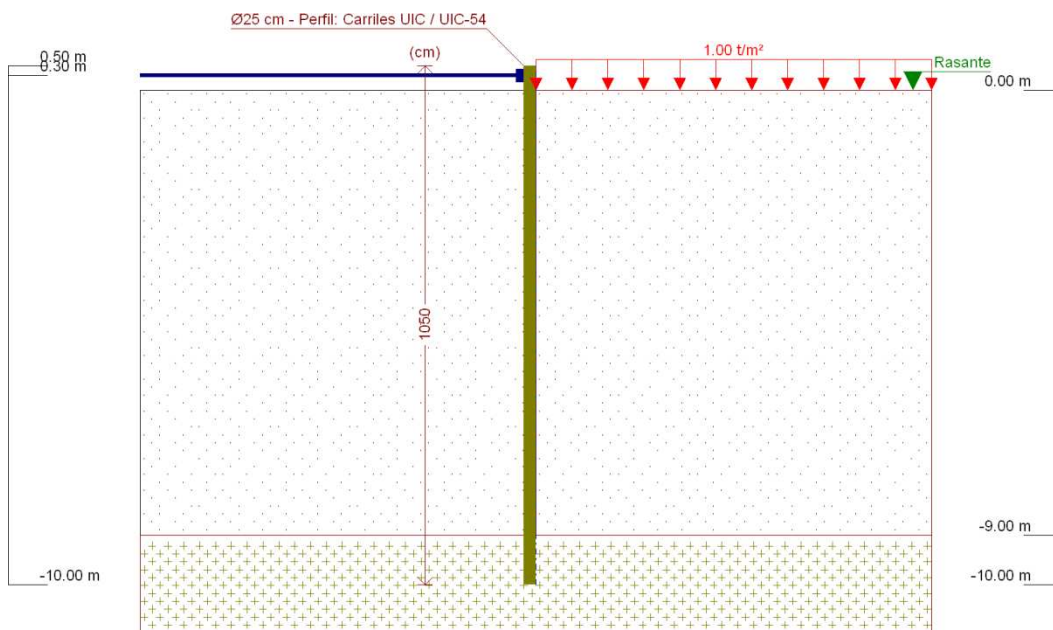 Ø25 cm - Perfil: Carriles UIC / UIC-54
(cm)
1.00 t/m²
0.50 m
0.30 m
Rasante
0.00 m
1050
-9.00 m
-10.00 m
-10.00 m